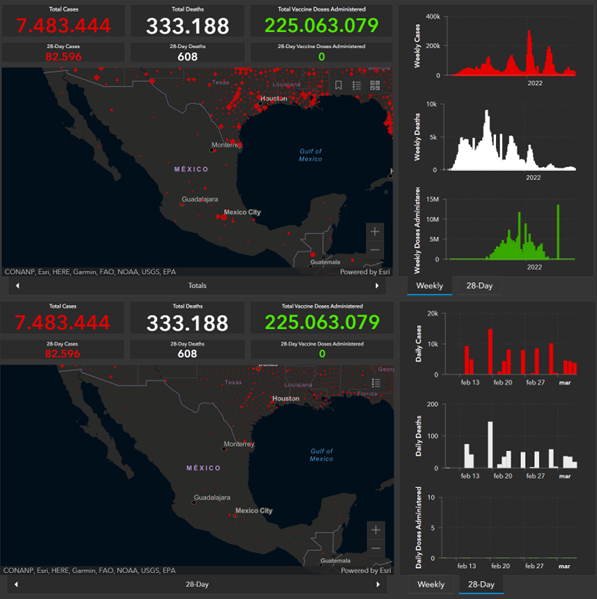 Total Cases
7.483.444
Total Deaths
333.188
Total Vaccine Doses Administered
225.063.079
28-Day Cases
82.596
28-Day Deaths
608
28-Day Vaccine Doses Administered
0
Texas
Louisiana
Houston
Monterrey
Gulf of
Mexico
MÉXICO
Guadalajara
Mexico City
Guatemala
CONANP, Esri, HERE, Garmin, FAO, NOAA, USGS, EPA
Powered by Esri
Totals
Weekly Cases
400k
200k
0
2022
Weekly Deaths
10k
5k
0
2022
Weekly Doses Administered
15M
10M
5M
0
2022
Weekly
28-Day
Total Cases
7.483.444
Total Deaths
333.188
Total Vaccine Doses Administered
225.063.079
28-Day Cases
82.596
28-Day Deaths
608
28-Day Vaccine Doses Administered
0
Texas
Louisiana
Georg
Houston
Florida
Monterrey
Gulf of
Mexico
MÉXICO
Guadalajara
Mexico City
Guatemala
CONANP, Esri, HERE, Garmin, FAO, NOAA, USGS, EPA
Powered by Esri
28-Day
Daily Cases
20k
10k
0
feb 13
feb 20
feb 27
mar
Daily Deaths
200
100
0
feb 13
feb 20
feb 27
mar
Daily Doses Administered
10
5
0
feb 13
feb 20
feb 27
mar
Weekly
28-Day